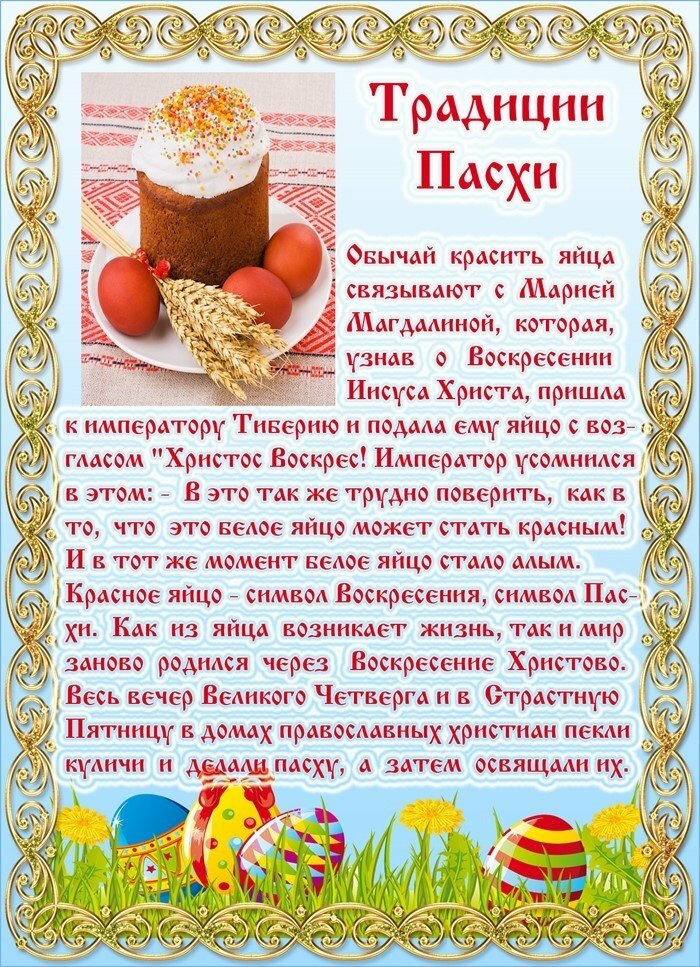 Традиции
Пасхи
Обычай красить яйца
связывают с Марией
Магдалиной, которая,
узнав о Воскресении
Иисуса Христа, пришла
к императору Тиберию и подала ему яйцо с воз-
гласом "Христос Воскрес! Император усомнился
в этом: - В это так же трудно поверить, как в
то, что это белое яйцо может стать красным!
И в тот же момент белое яйцо стало алым.
Красное яйцо - символ Воскресения, символ Пас-
хи. Как из яйца возникает жизнь, так и мир
заново родился через Воскресение Христово.
Весь вечер Великого Четверга и в Страстную
Пятницу в домах православных христиан пекли
куличи и делали пасху, а затем освящали их.